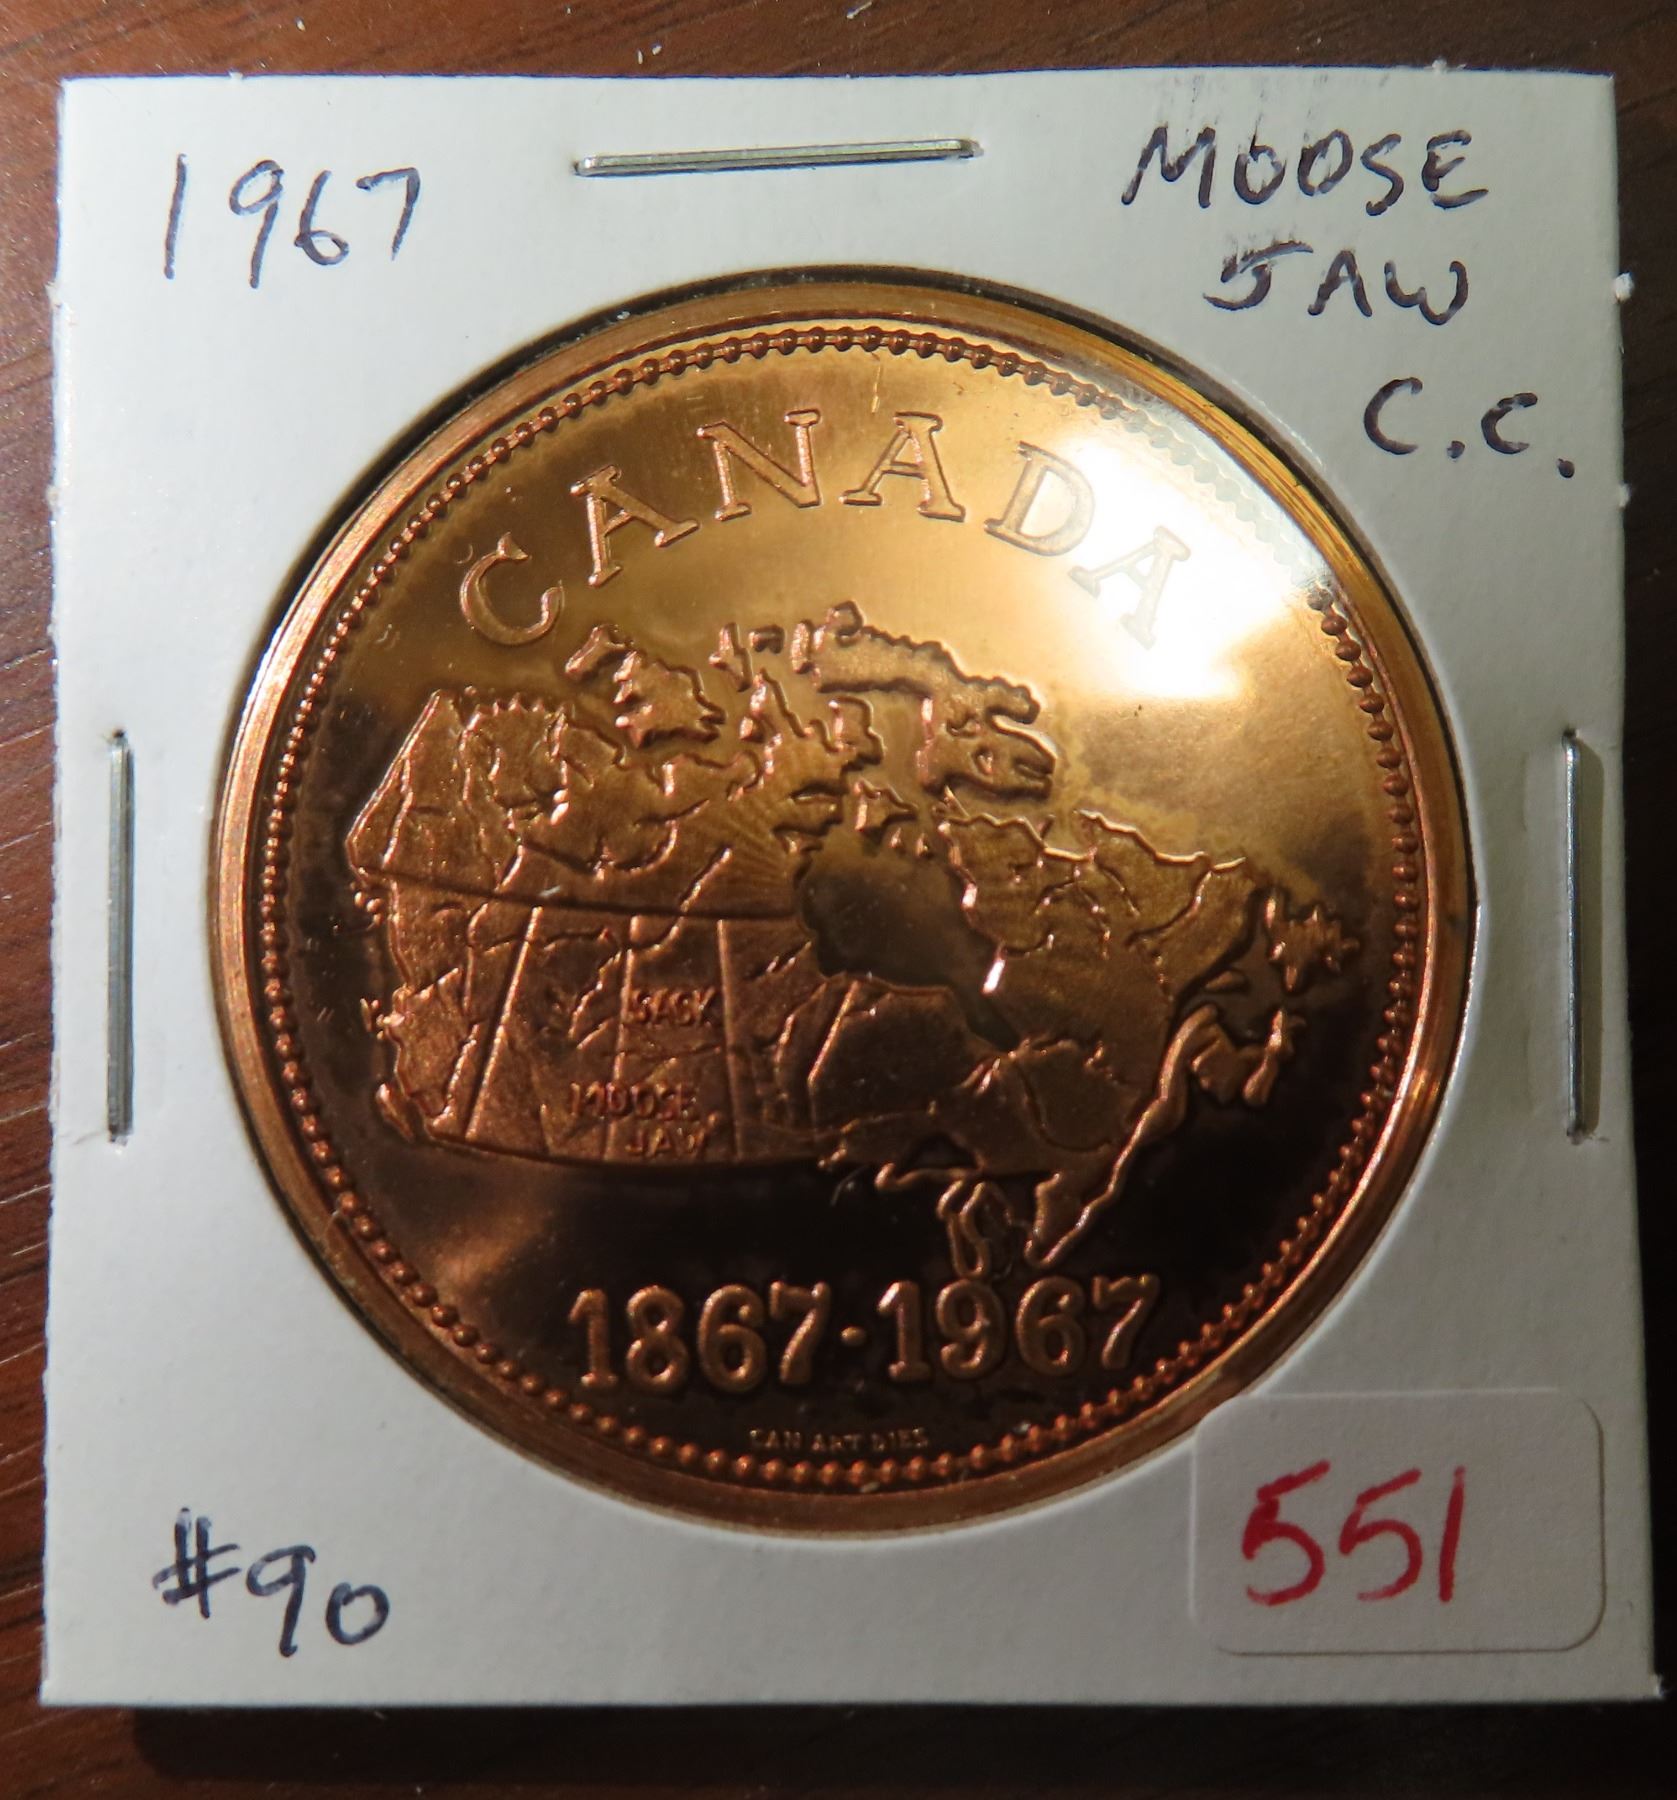 1967
MOOSE
JAW
C.C.
CANADA
SASK
MOOSE
JAW
1867·1967
CAN ART DIES
#90
551